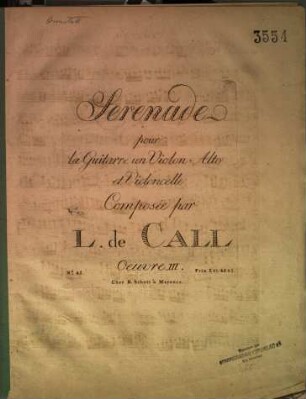 3554
Serenade
pour
la Guitarre un Violon, Alto
et Violoncelle
Composée par
L. de CALL
Oeuvre III.
Chez B. Schott à Mayence